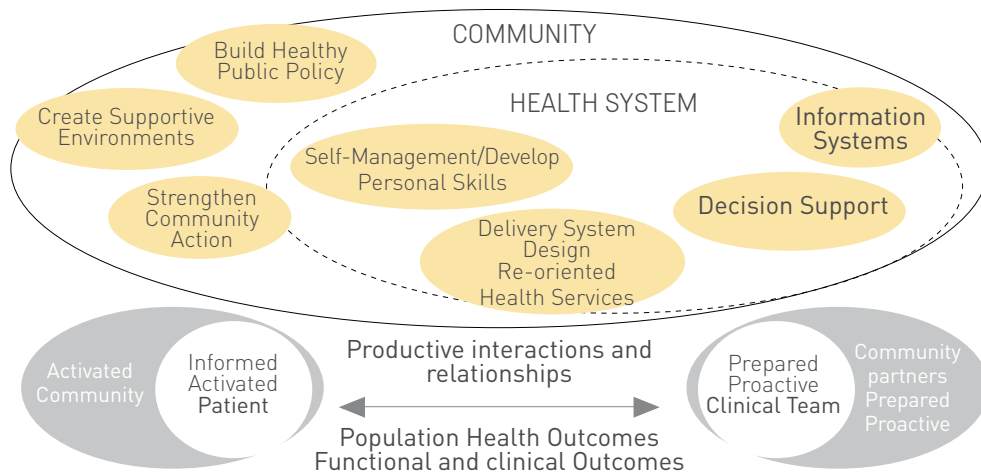 COMMUNITY
Build Healthy
Public Policy
HEALTH SYSTEM
Create Supportive
Environments
Information
Systems
Self-Management/Develop
Personal Skills
Strengthen
Community
Action
Decision Support
Delivery System
Design
Re-oriented
Health Services
Activated
Community
Informed
Activated
Patient
Productive interactions and
relationships
Prepared
Proactive
Clinical Team
Community
partners
Prepared
Proactive
Population Health Outcomes
Functional and clinical Outcomes